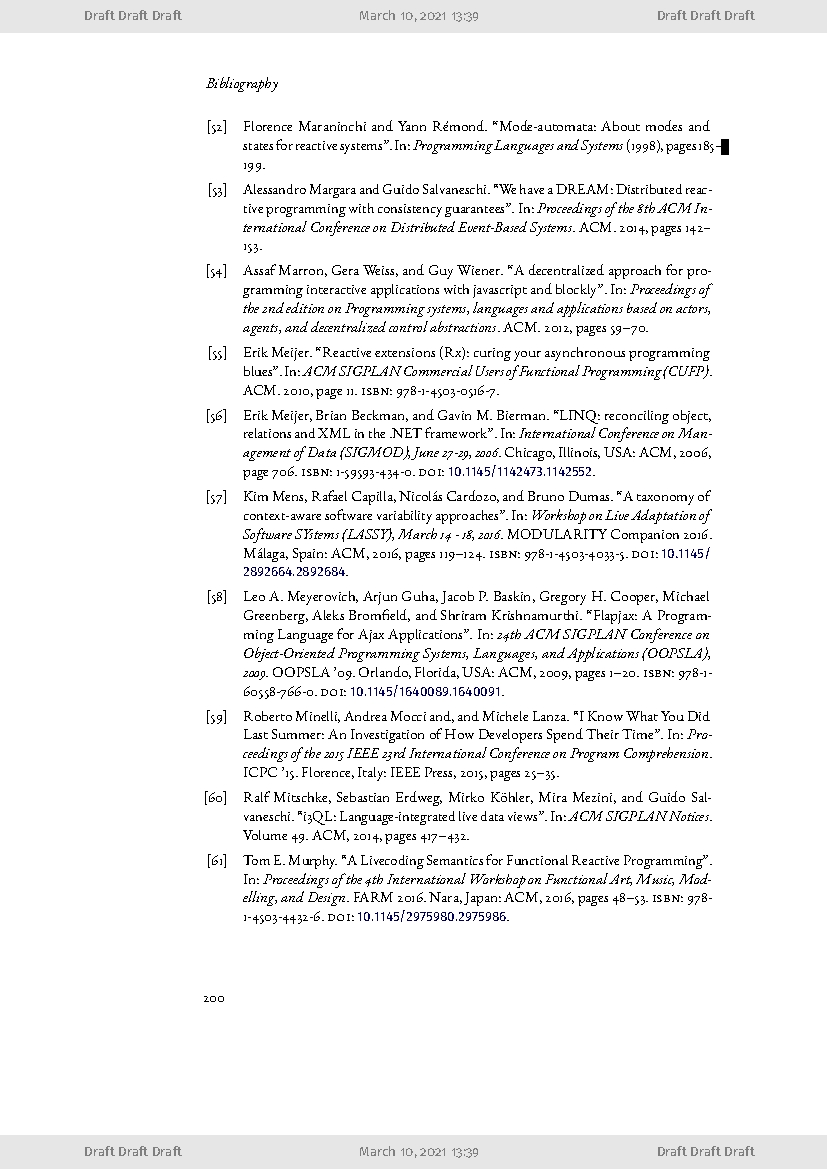 Draft Draft Draft March 10, 2021 13:39 Draft Draft Draft
Bibliography
[52] Florence Maraninchi and Yann Rémond. “Mode-automata: About modes and
states for reactive systems”. In: Programming Languages and Systems (1998), pages 185–
199.
[53] Alessandro Margara and Guido Salvaneschi. “We have a DREAM: Distributed reac-
tive programming with consistency guarantees”. In: Proceedings of the 8th ACM In-
ternational Conference on Distributed Event-Based Systems. ACM. 2014, pages 142–
153.
[54] Assaf Marron, Gera Weiss, and Guy Wiener. “A decentralized approach for pro-
gramming interactive applications with javascript and blockly”. In: Proceedings of
the 2nd edition on Programming systems, languages and applications based on actors,
agents, and decentralized control abstractions. ACM. 2012, pages 59–70.
[55] Erik Meijer. “Reactive extensions (Rx): curing your asynchronous programming
blues”. In: ACM SIGPLAN Commercial Users of Functional Programming (CUFP).
ACM. 2010, page 11. ISBN: 978-1-4503-0516-7.
[56] Erik Meijer, Brian Beckman, and Gavin M. Bierman. “LINQ: reconciling object,
relations and XML in the .NET framework”. In: International Conference on Man-
agement of Data (SIGMOD), June 27-29, 2006. Chicago, Illinois, USA: ACM, 2006,
page 706. ISBN: 1-59593-434-0. DOI: 10.1145/1142473.1142552.
[57] Kim Mens, Rafael Capilla, Nicolás Cardozo, and Bruno Dumas. “A taxonomy of
context-aware software variability approaches”. In: Workshop on Live Adaptation of
Software SYstems (LASSY), March 14 - 18, 2016. MODULARITY Companion 2016.
Málaga, Spain: ACM, 2016, pages 119–124. ISBN: 978-1-4503-4033-5. DOI: 10.1145/
2892664.2892684.
[58] Leo A. Meyerovich, Arjun Guha, Jacob P. Baskin, Gregory H. Cooper, Michael
Greenberg, Aleks Bromfield, and Shriram Krishnamurthi. “Flapjax: A Program-
ming Language for Ajax Applications”. In: 24th ACM SIGPLAN Conference on
Object-Oriented Programming Systems, Languages, and Applications (OOPSLA),
2009. OOPSLA ’09. Orlando, Florida, USA: ACM, 2009, pages 1–20. ISBN: 978-1-
60558-766-0. DOI: 10.1145/1640089.1640091.
[59] Roberto Minelli, Andrea Mocci and, and Michele Lanza. “I Know What You Did
Last Summer: An Investigation of How Developers Spend Their Time”. In: Pro-
ceedings of the 2015 IEEE 23rd International Conference on Program Comprehension.
ICPC ’15. Florence, Italy: IEEE Press, 2015, pages 25–35.
[60] Ralf Mitschke, Sebastian Erdweg, Mirko Köhler, Mira Mezini, and Guido Sal-
vaneschi. “i3QL: Language-integrated live data views”. In: ACM SIGPLAN Notices.
Volume 49. ACM, 2014, pages 417–432.
[61] Tom E. Murphy. “A Livecoding Semantics for Functional Reactive Programming”.
In: Proceedings of the 4th International Workshop on Functional Art, Music, Mod-
elling, and Design. FARM 2016. Nara, Japan: ACM, 2016, pages 48–53. ISBN: 978-
1-4503-4432-6. DOI: 10.1145/2975980.2975986.
200
Draft Draft Draft March 10, 2021 13:39 Draft Draft Draft